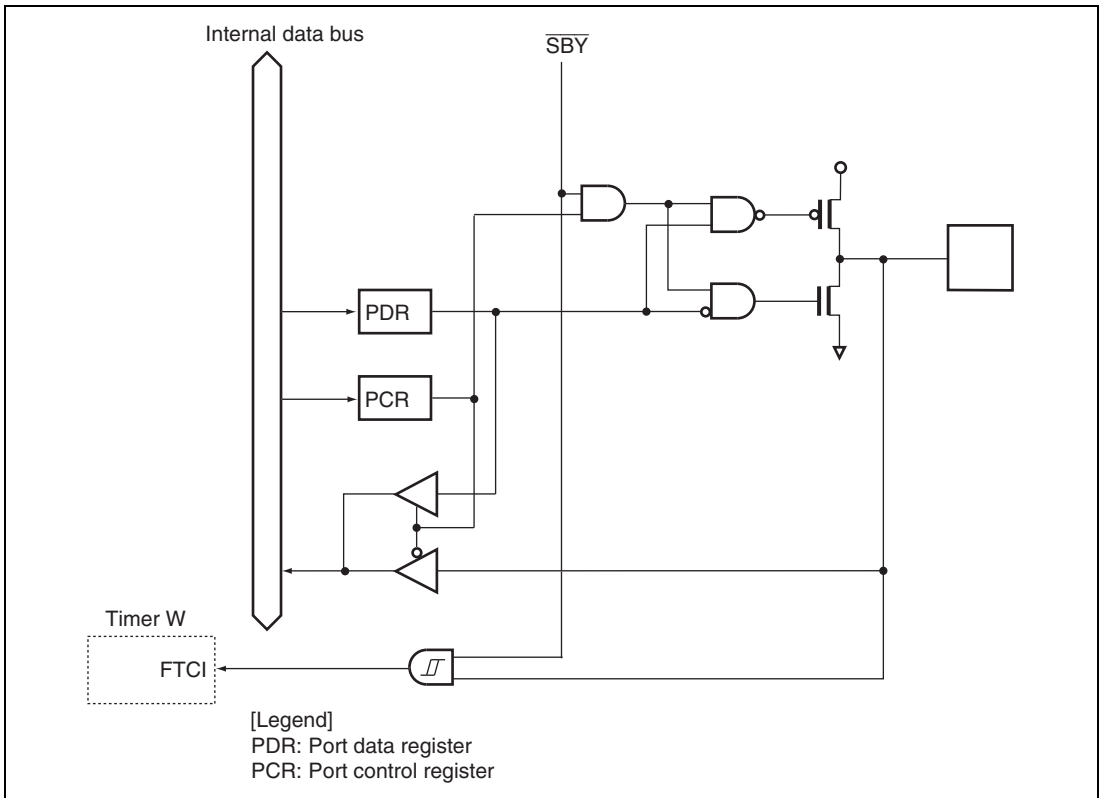 Internal data bus
SBY
PDR
PCR
Timer W
FTCI
[Legend]
PDR: Port data register
PCR: Port control register